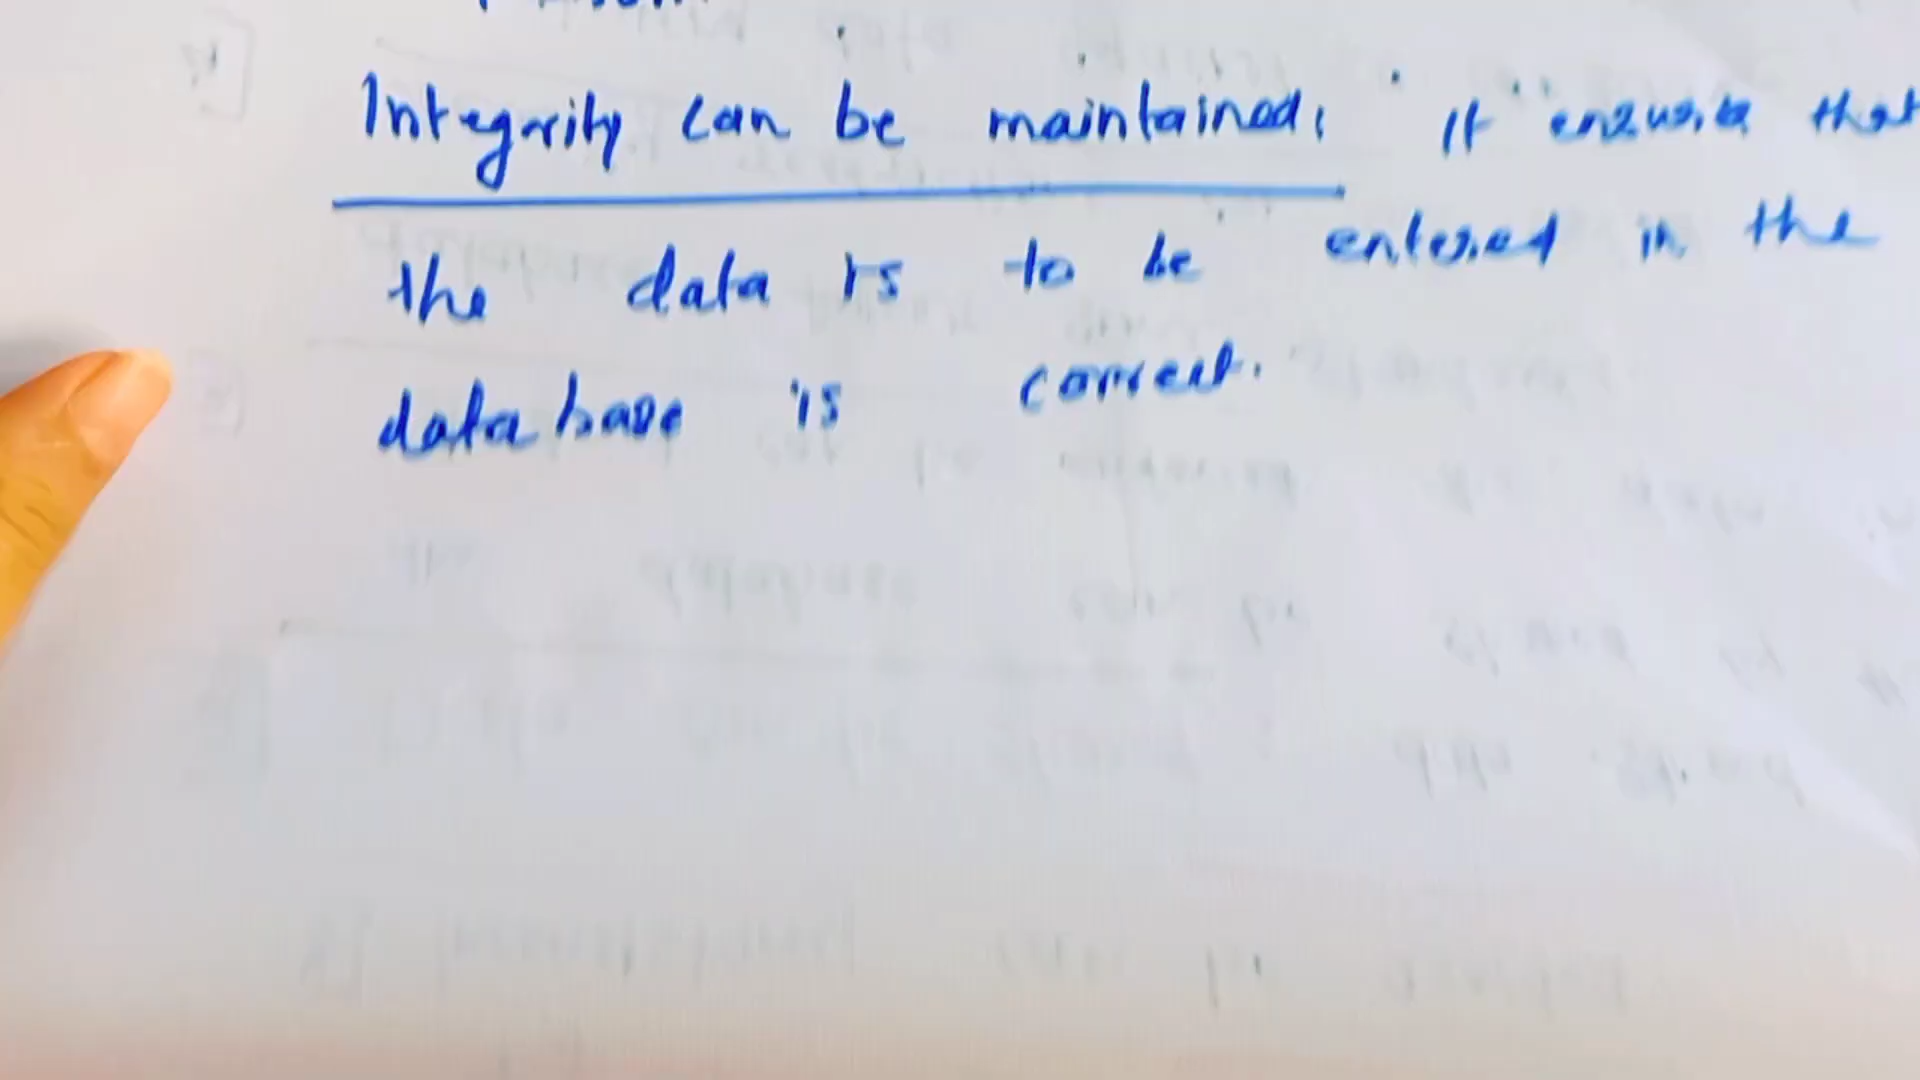 Integrity can be maintained: It ensures that
the data is to be entered in the
database is correct.